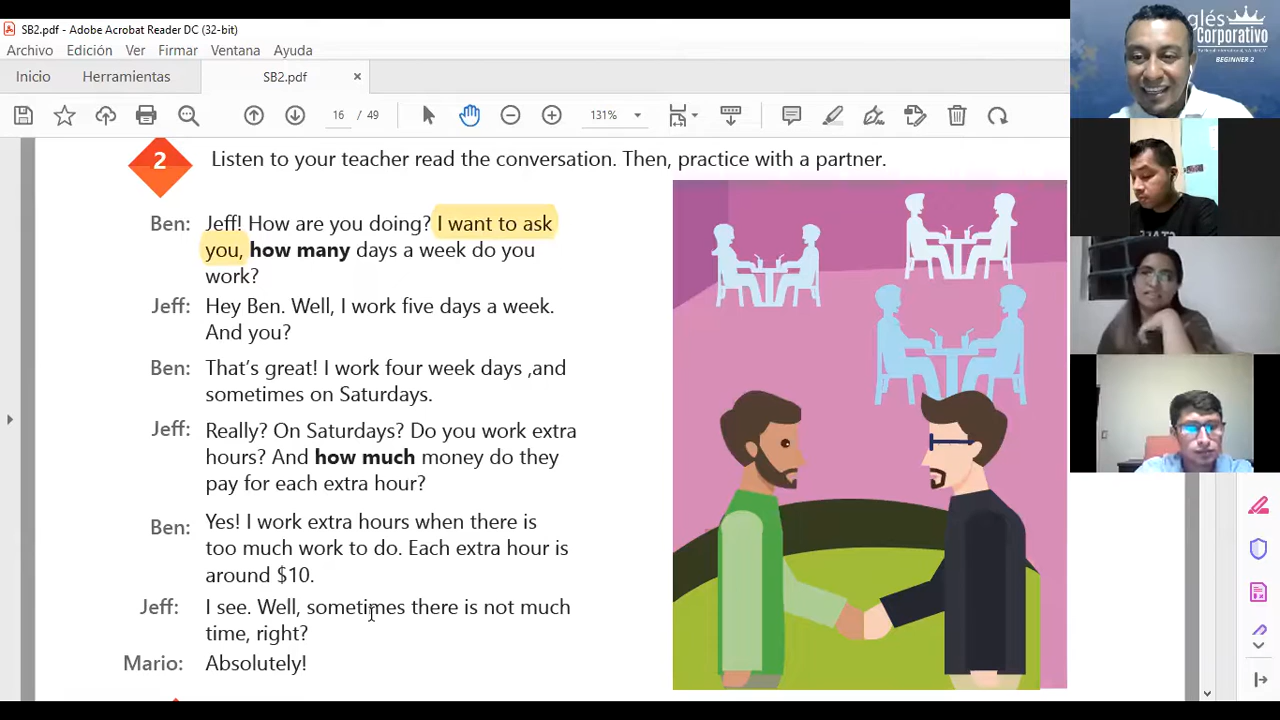 SB2.pdf - Adobe Acrobat Reader DC (32-bit)
Archivo Edición Ver Firmar Ventana Ayuda
Inicio Herramientas SB2.pdf ×
16 / 49 131%
2 Listen to your teacher read the conversation. Then, practice with a partner.
Ben: Jeff! How are you doing? I want to ask
you, how many days a week do you
work?
Jeff: Hey Ben. Well, I work five days a week.
And you?
Ben: That's great! I work four week days ,and
sometimes on Saturdays.
Jeff: Really? On Saturdays? Do you work extra
hours? And how much money do they
pay for each extra hour?
Ben: Yes! I work extra hours when there is
too much work to do. Each extra hour is
around $10.
Jeff: I see. Well, sometimes there is not much
time, right?
Mario: Absolutely!
glés
Corporativo
BEGINNER 2